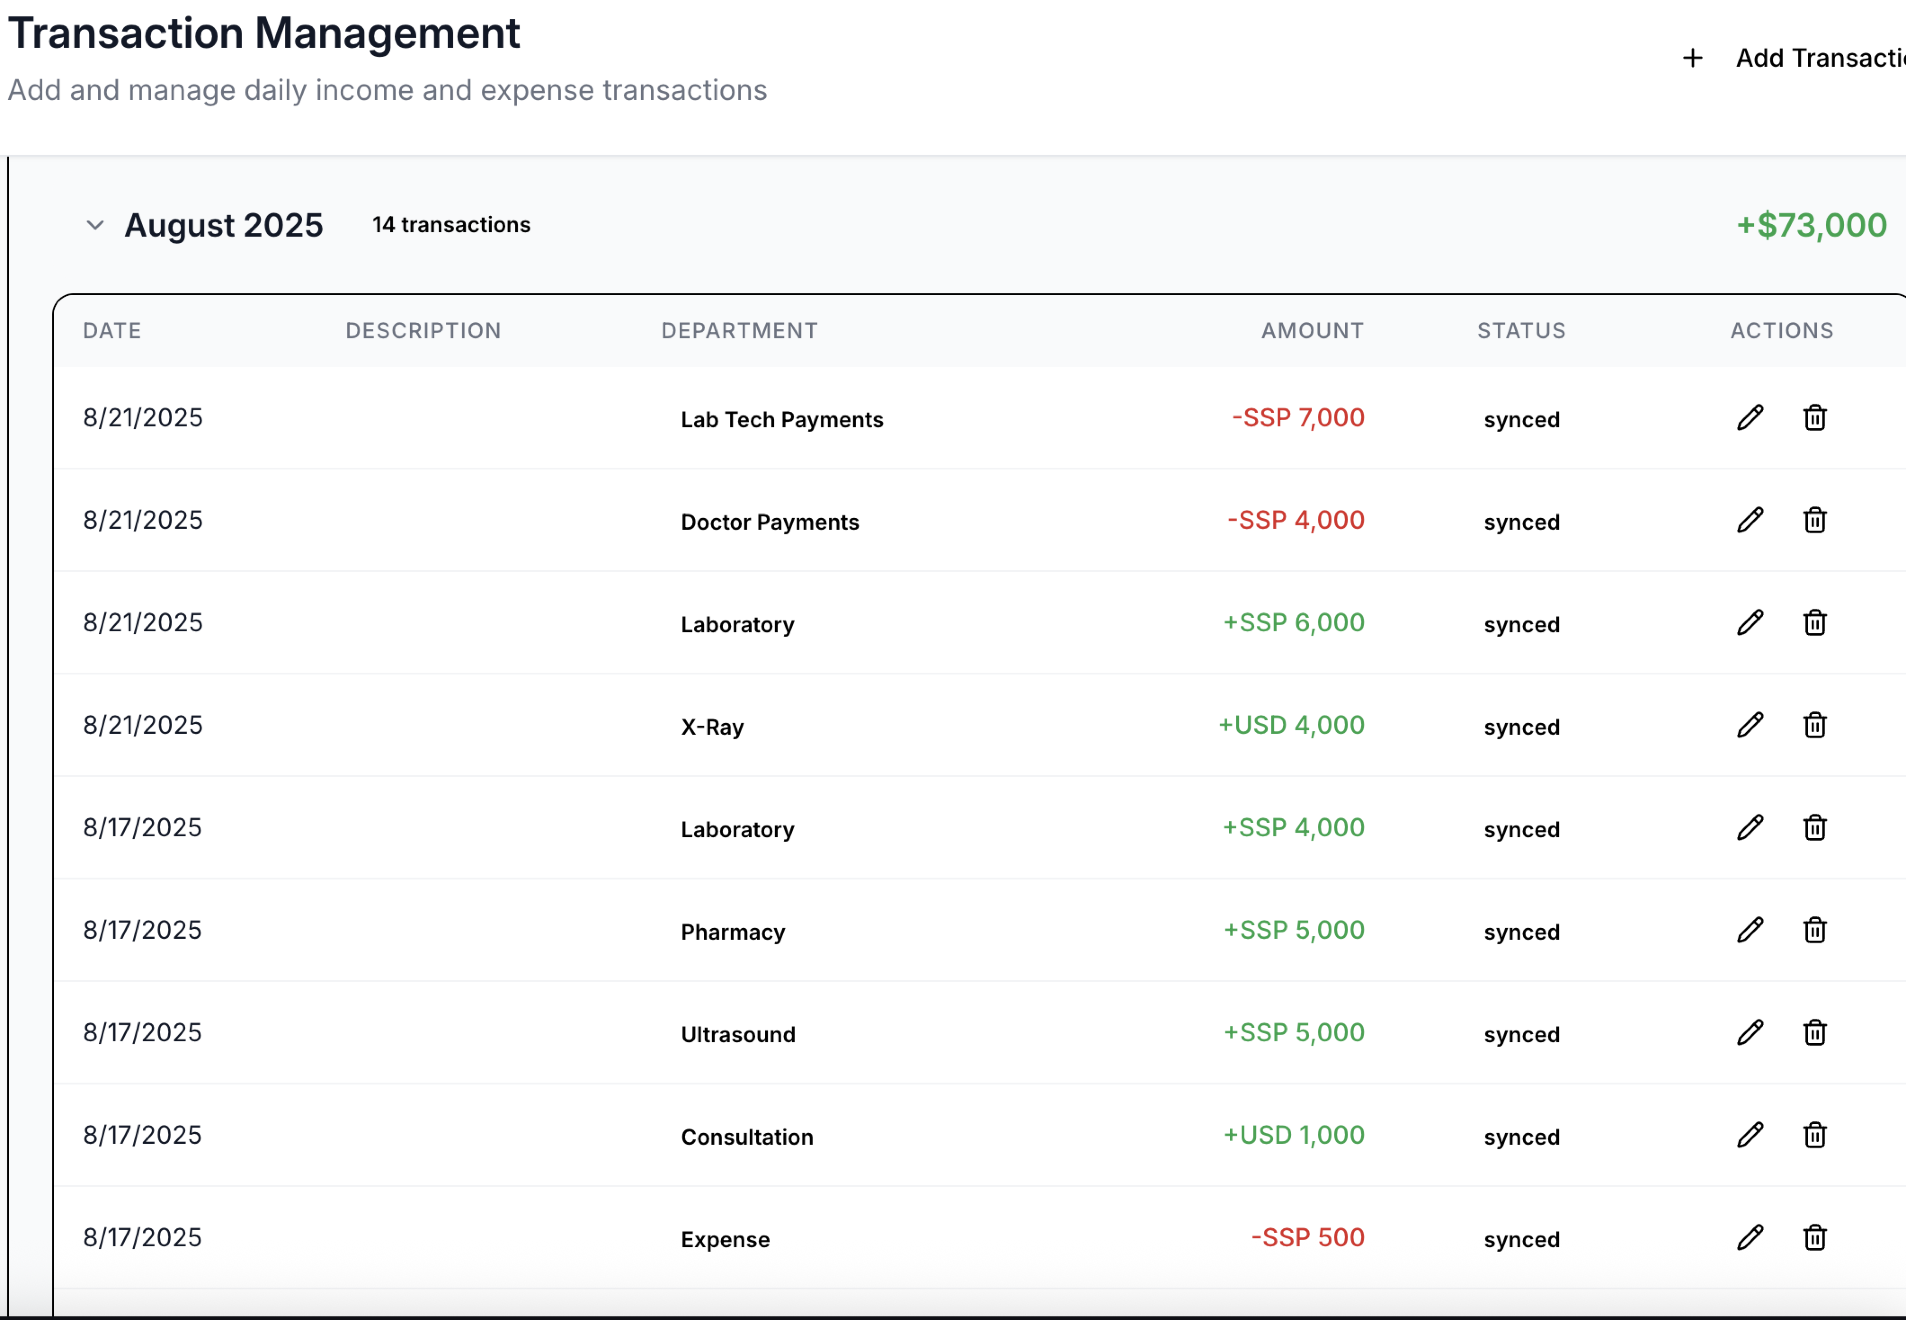 Transaction Management
Add and manage daily income and expense transactions
+ Add Transacti
August 2025 14 transactions +$73,000
DATE DESCRIPTION DEPARTMENT AMOUNT STATUS ACTIONS
8/21/2025 Lab Tech Payments -SSP 7,000 synced
8/21/2025 Doctor Payments -SSP 4,000 synced
8/21/2025 Laboratory +SSP 6,000 synced
8/21/2025 X-Ray +USD 4,000 synced
8/17/2025 Laboratory +SSP 4,000 synced
8/17/2025 Pharmacy +SSP 5,000 synced
8/17/2025 Ultrasound +SSP 5,000 synced
8/17/2025 Consultation +USD 1,000 synced
8/17/2025 Expense -SSP 500 synced